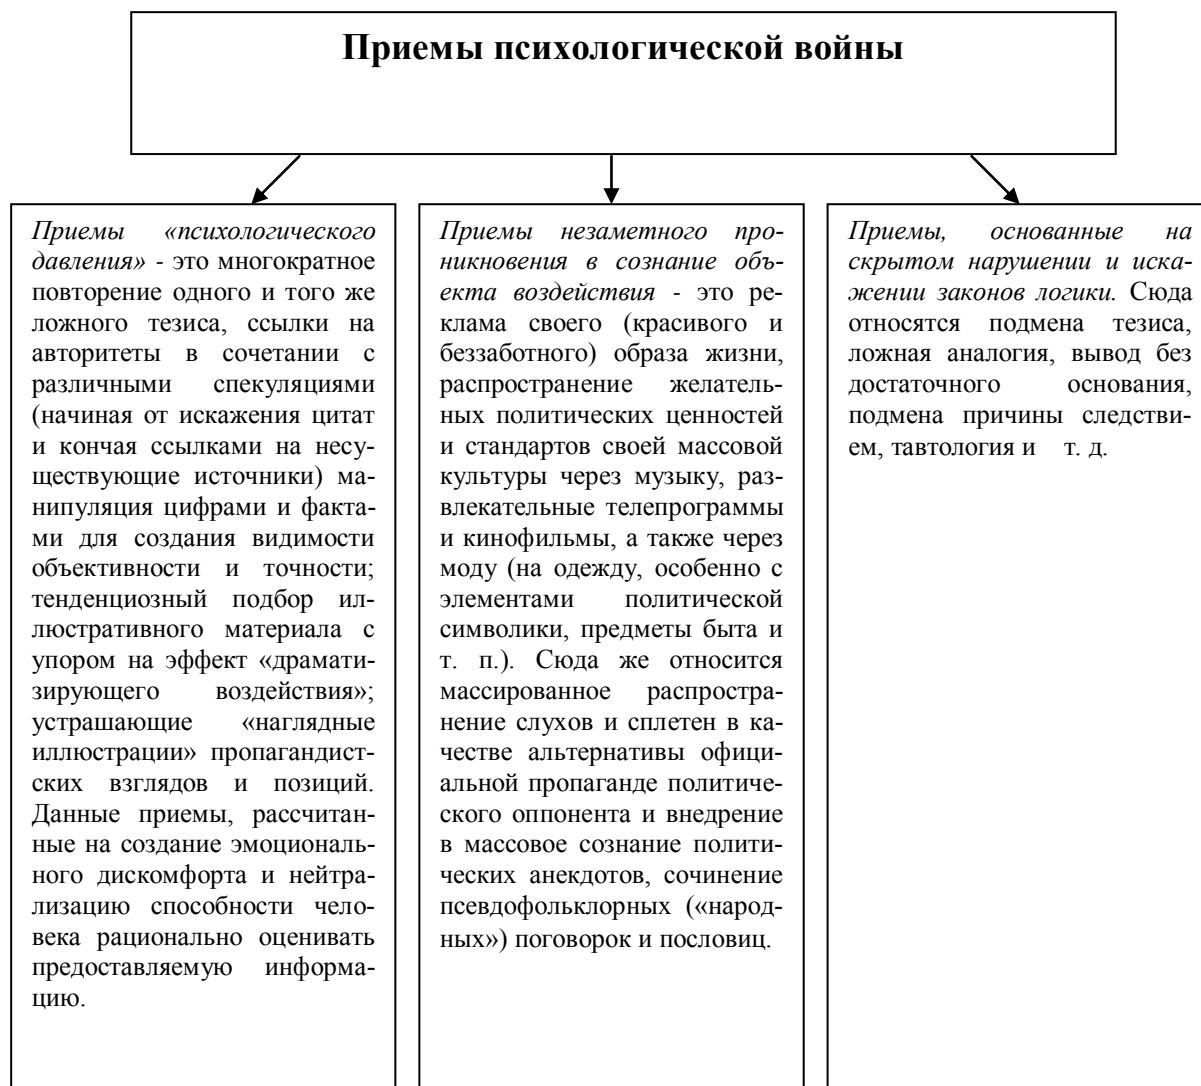 Приемы психологической войны
Приемы «психологического
давления» - это многократное
повторение одного и того же
ложного тезиса, ссылки на
авторитеты в сочетании с
различными спекуляциями
(начиная от искажения цитат
и кончая ссылками на несу-
ществующие источники) ма-
нипуляция цифрами и факта-
ми для создания видимости
объективности и точности;
тенденциозный подбор ил-
люстративного материала с
упором на эффект «драмати-
зирующего воздействия»;
устрашающие «наглядные
иллюстрации» пропагандист-
ских взглядов и позиций.
Данные приемы, рассчитан-
ные на создание эмоциональ-
ного дискомфорта и нейтра-
лизацию способности чело-
века рационально оценивать
предоставляемую информа-
цию.
Приемы незаметного про-
никновения в сознание объ-
екта воздействия - это ре-
клама своего (красивого и
беззаботного) образа жизни,
распространение желатель-
ных политических ценностей
и стандартов своей массовой
культуры через музыку, раз-
влекательные телепрограммы
и кинофильмы, а также через
моду (на одежду, особенно с
элементами политической
символики, предметы быта и
т. п.). Сюда же относится
массированное распростра-
нение слухов и сплетен в ка-
честве альтернативы офици-
альной пропаганде политиче-
ского оппонента и внедрение
в массовое сознание полити-
ческих анекдотов, сочинение
псевдофольклорных («народ-
ных») поговорок и пословиц.
Приемы, основанные на
скрытом нарушении и иска-
жении законов логики. Сюда
относятся подмена тезиса,
ложная аналогия, вывод без
достаточного основания,
подмена причины следстви-
ем, тавтология и т. д.